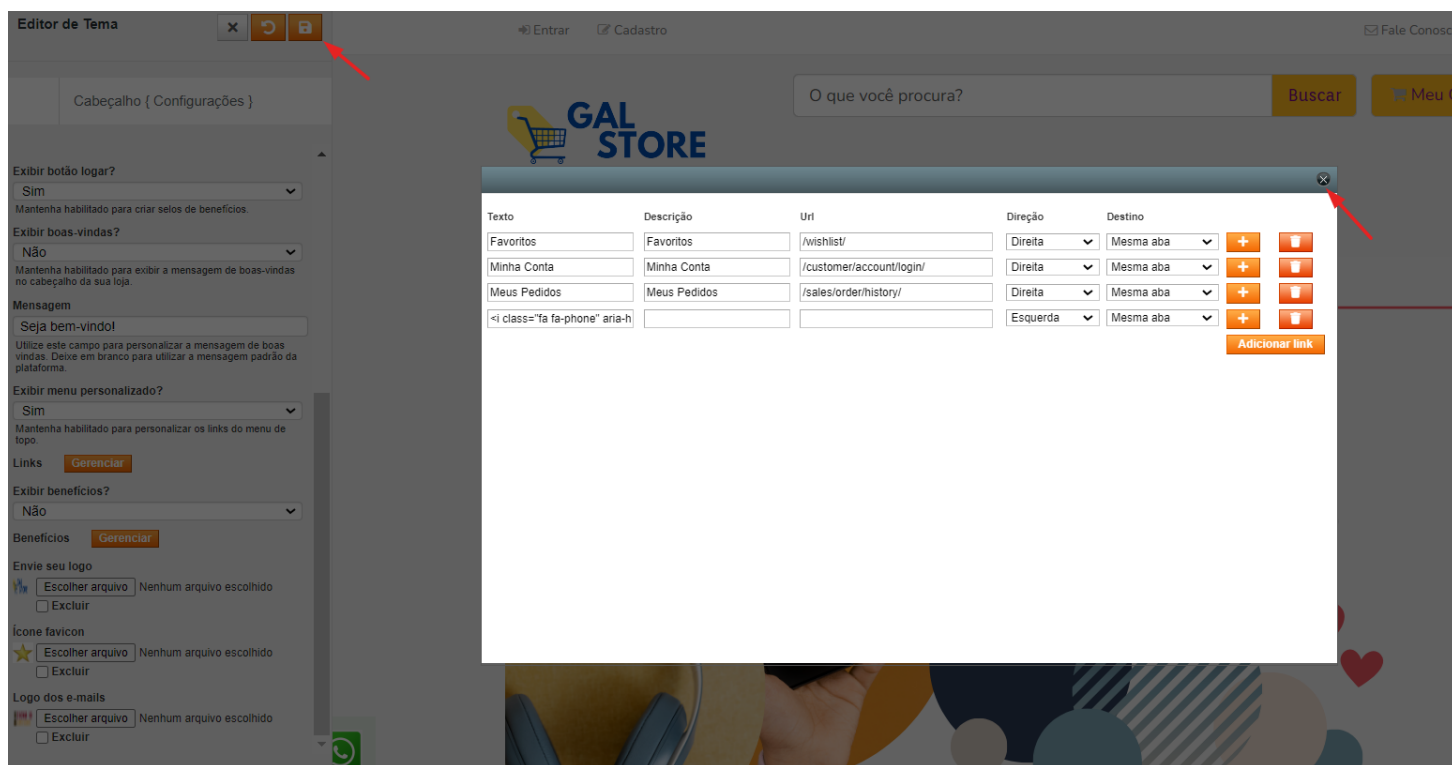 Editor de Tema
Entrar
Cadastro
Fale Conosc
Cabeçalho { Configurações }
O que você procura?
Buscar
Meu C
GAL
STORE
Exibir botão logar?
Sim
Mantenha habilitado para criar selos de benefícios.
Exibir boas-vindas?
Não
Mantenha habilitado para exibir a mensagem de boas-vindas
no cabeçalho da sua loja.
Mensagem
Seja bem-vindo!
Utilize este campo para personalizar a mensagem de boas
vindas. Deixe em branco para utilizar a mensagem padrão da
plataforma.
Exibir menu personalizado?
Sim
Mantenha habilitado para personalizar os links do menu de
topo.
Links Gerenciar
Exibir benefícios?
Não
Benefícios Gerenciar
Envie seu logo
Escolher arquivo Nenhum arquivo escolhido
Excluir
Ícone favicon
Escolher arquivo Nenhum arquivo escolhido
Excluir
Logo dos e-mails
Escolher arquivo Nenhum arquivo escolhido
Excluir
Texto Descrição Url Direção Destino
Favoritos Favoritos /wishlist/ Direita Mesma aba
Minha Conta Minha Conta /customer/account/login/ Direita Mesma aba
Meus Pedidos Meus Pedidos /sales/order/history/ Direita Mesma aba
<i class="fa fa-phone" aria-h Esquerda Mesma aba
Adicionar link